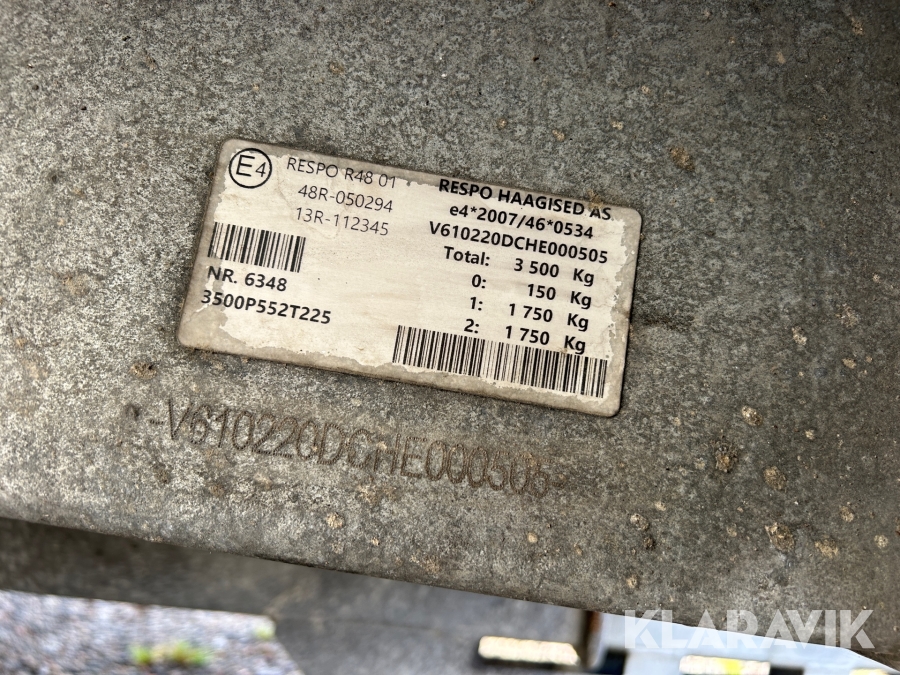 E4
RESPO R48 01
48R-050294
13R-112345
NR. 6348
3500P552T225
RESPO HAAGISED AS
e4*2007/46*0534
V610220DCHE000505
Total: 3 500 Kg
0: 150 Kg
1: 1 750 Kg
2: 1 750 Kg
-V610220DCHE000505-
KLARAVIK